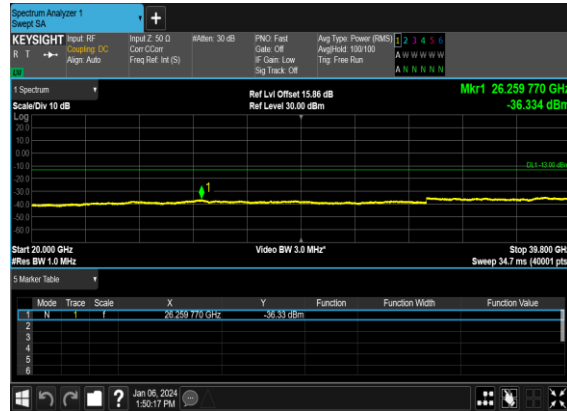 Spectrum Analyzer 1
Swept SA
KEYSIGHT
R T
LW
Input: RF
Coupling: DC
Align: Auto
Input Z: 50 Ω
Corr CCorr
Freq Ref: Int (S)
#Atten: 30 dB
PNO: Fast
Gate: Off
IF Gain: Low
Sig Track: Off
Avg Type: Power (RMS)
Avg|Hold: 100/100
Trig: Free Run
1 2 3 4 5 6
A W W W W W
A N N N N N
1 Spectrum
Scale/Div 10 dB
Ref Lvl Offset 15.86 dB
Ref Level 30.00 dBm
Mkr1 26.259 770 GHz
-36.334 dBm
Log
20.0
10.0
0.00
-10.0
-20.0
-30.0
-40.0
-50.0
-60.0
DL1 -13.00 dBm
1
Start 20.000 GHz
#Res BW 1.0 MHz
Video BW 3.0 MHz*
Stop 39.800 GHz
Sweep 34.7 ms (40001 pts)
5 Marker Table
Mode Trace Scale X Y Function Function Width Function Value
1 N 1 f 26.259 770 GHz -36.33 dBm
2
3
4
5
6
?
Jan 06, 2024
1:50:17 PM